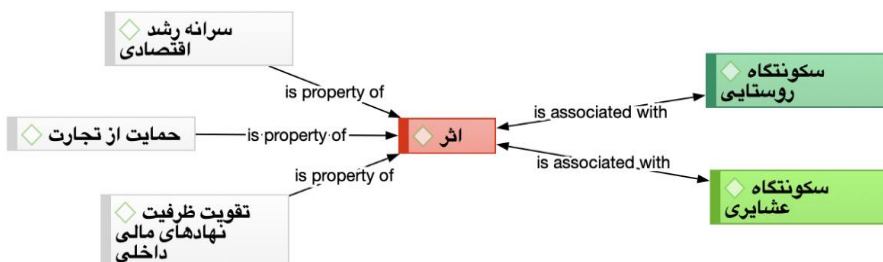 سرانه رشد
اقتصادی
is property of
سکونتگاه
روستایی
is associated with
حمایت از تجارت
is property of
اثر
is associated with
is property of
سکونتگاه
عشایری
تقویت ظرفیت
نهادهای مالی
داخلی